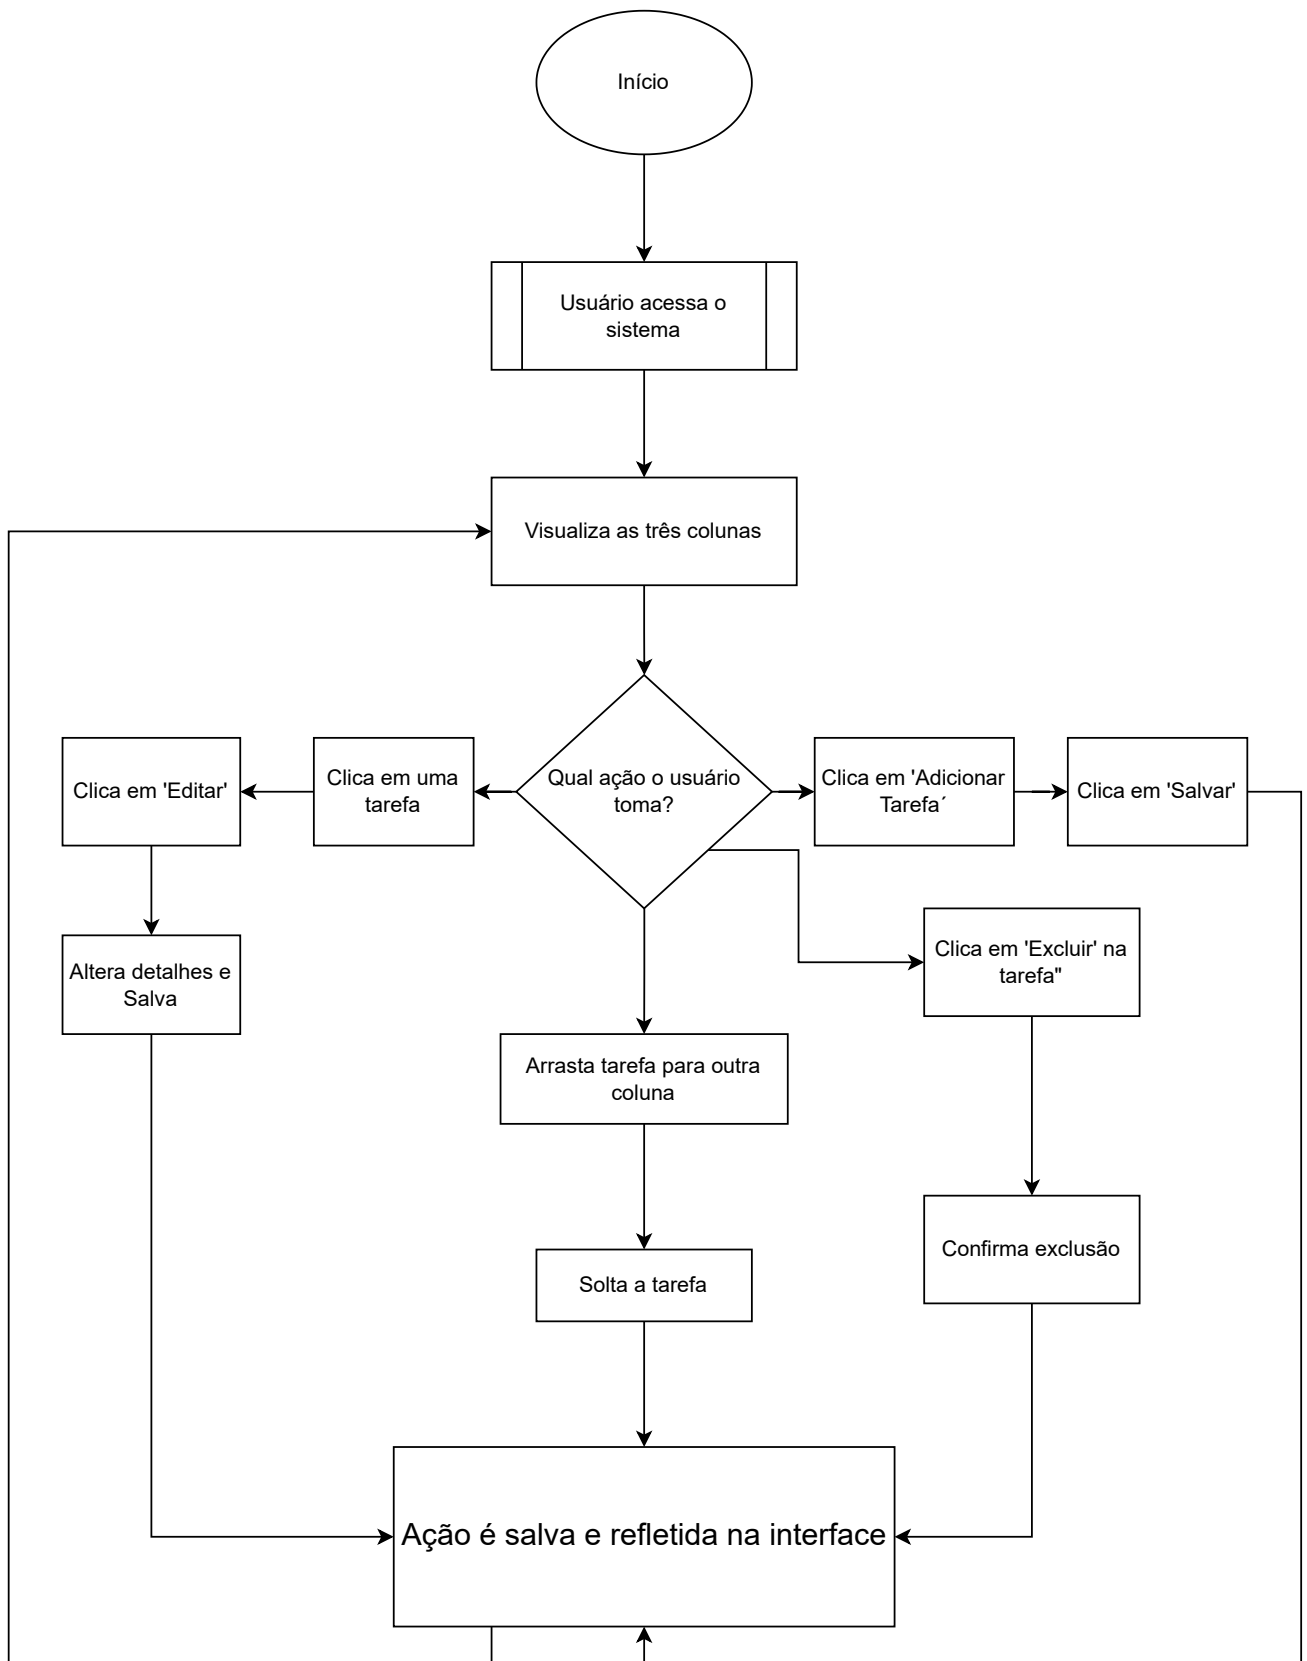 Início
Usuário acessa o
sistema
Visualiza as três colunas
Clica em 'Editar'
Clica em uma
tarefa
Qual ação o usuário
toma?
Clica em 'Adicionar
Tarefa´
Clica em 'Salvar'
Altera detalhes e
Salva
Clica em 'Excluir' na
tarefa"
Arrasta tarefa para outra
coluna
Confirma exclusão
Solta a tarefa
Ação é salva e refletida na interface